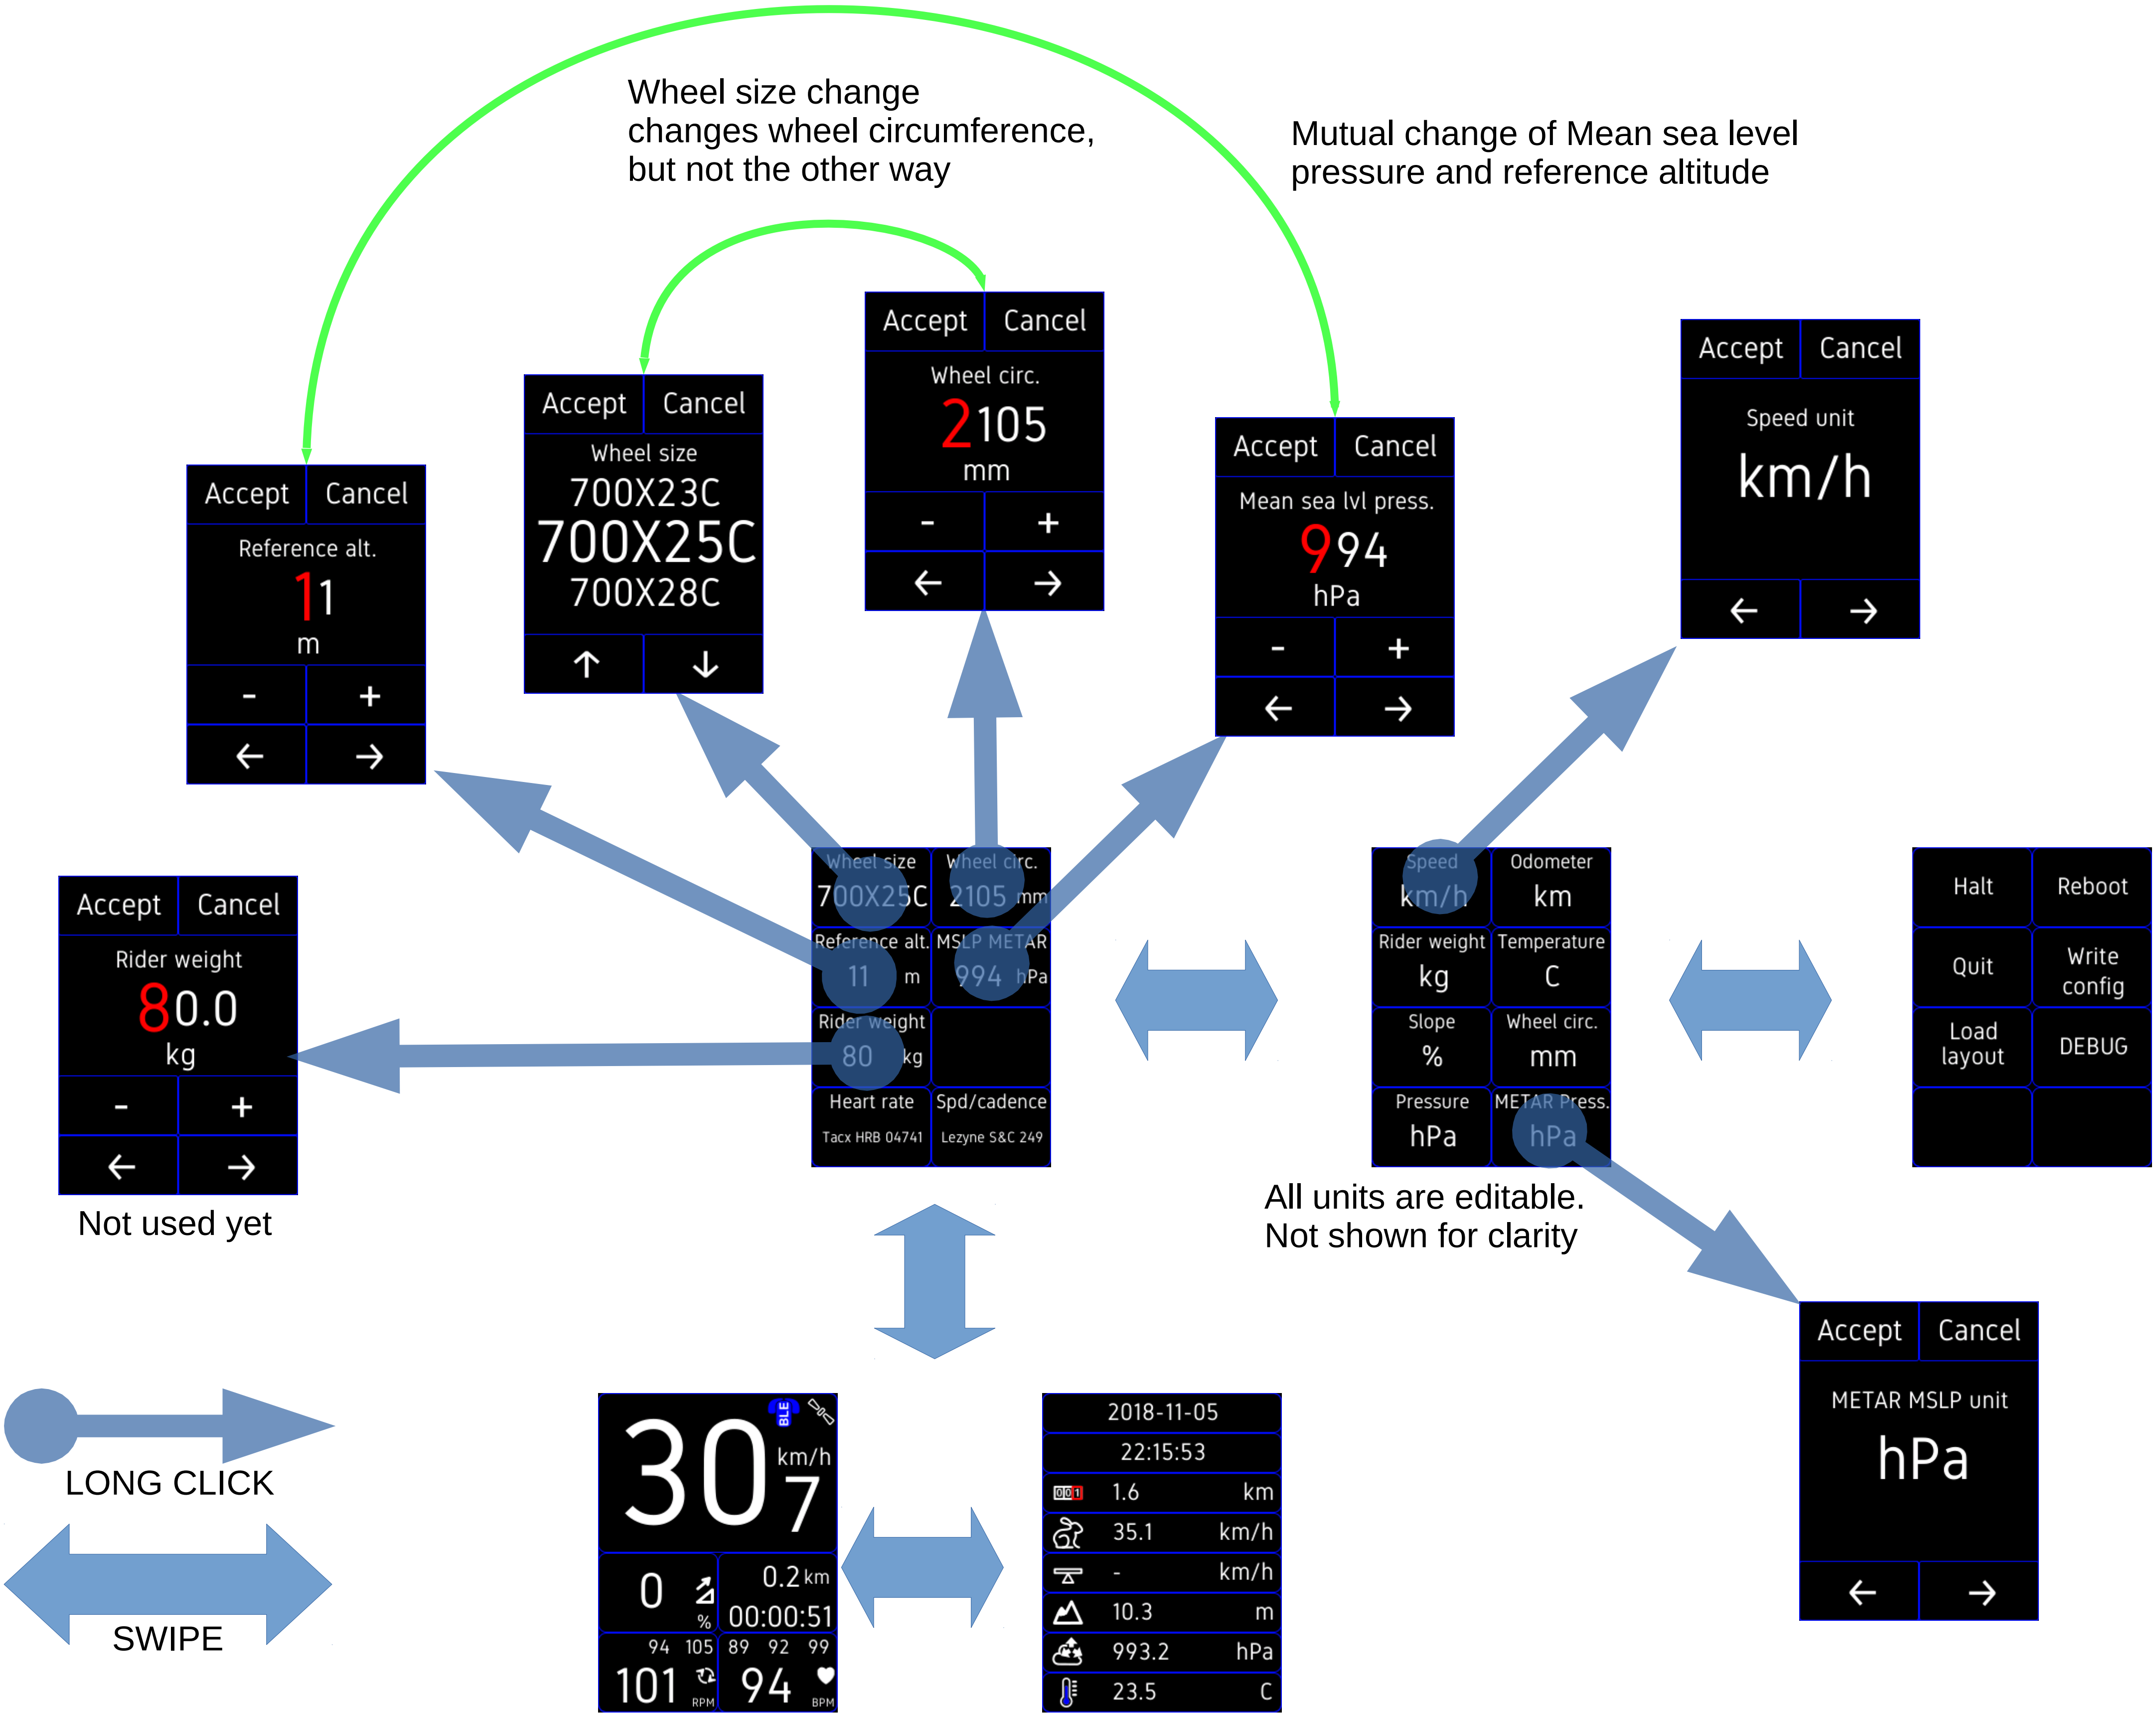 Wheel size change
changes wheel circumference,
but not the other way
Mutual change of Mean sea level
pressure and reference altitude
Accept Cancel
Reference alt.
11
m
- +
← →
Accept Cancel
Wheel size
700X23C
700X25C
700X28C
↑ ↓
Accept Cancel
Wheel circ.
2105
mm
- +
← →
Accept Cancel
Mean sea lvl press.
994
hPa
- +
← →
Accept Cancel
Speed unit
km/h
← →
Accept Cancel
Rider weight
80.0
kg
- +
← →
Not used yet
Wheel size Wheel circ.
700X25C 2105 mm
Reference alt. MSLP METAR
11 m 994 hPa
Rider weight
80 kg
Heart rate Spd/cadence
Tacx HRB 04741 Lezyne S&C 249
Speed Odometer
km/h km
Rider weight Temperature
kg C
Slope Wheel circ.
% mm
Pressure METAR Press.
hPa hPa
All units are editable.
Not shown for clarity
Halt Reboot
Quit Write
config
Load
layout DEBUG
Accept Cancel
METAR MSLP unit
hPa
← →
LONG CLICK
SWIPE
BLE
30 km/h
7
0 % 0.2 km
00:00:51
94 105 89 92 99
101 RPM 94 BPM
2018-11-05
22:15:53
001 1.6 km
35.1 km/h
- km/h
10.3 m
993.2 hPa
23.5 C